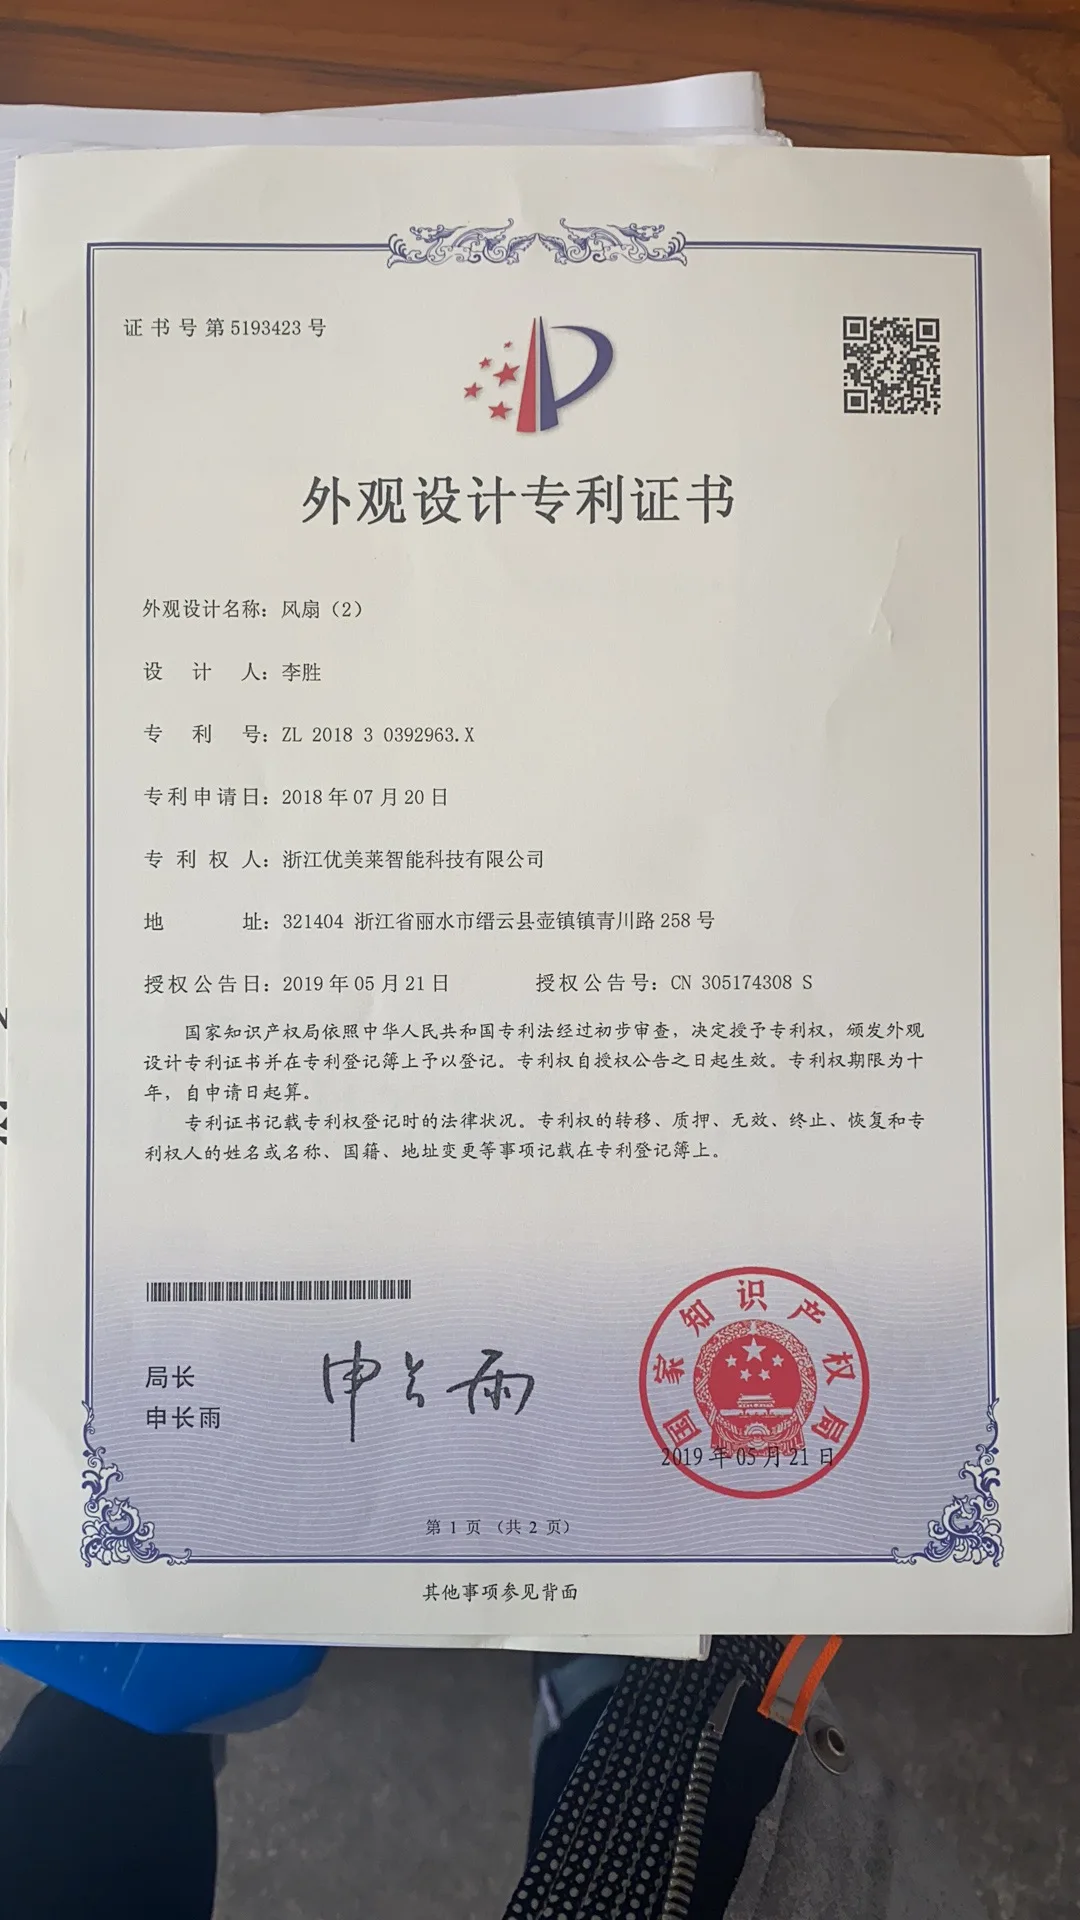 证书号第5193423号
外观设计专利证书
外观设计名称：风扇（2）
设计人：李胜
专利号：ZL 2018 3 0392963.X
专利申请日：2018年07月20日
专利权人：浙江优美莱智能科技有限公司
地址：321404 浙江省丽水市缙云县壶镇镇青川路258号
授权公告日：2019年05月21日 授权公告号：CN 305174308 S
国家知识产权局依照中华人民共和国专利法经过初步审查，决定授予专利权，颁发外观
设计专利证书并在专利登记簿上予以登记。专利权自授权公告之日起生效。专利权期限为十
年，自申请日起算。
专利证书记载专利权登记时的法律状况。专利权的转移、质押、无效、终止、恢复和专
利权人的姓名或名称、国籍、地址变更等事项记载在专利登记簿上。
局长
申长雨
申长雨
国家知识产权局
2019年05月21日
第1页（共2页）
其他事项参见背面